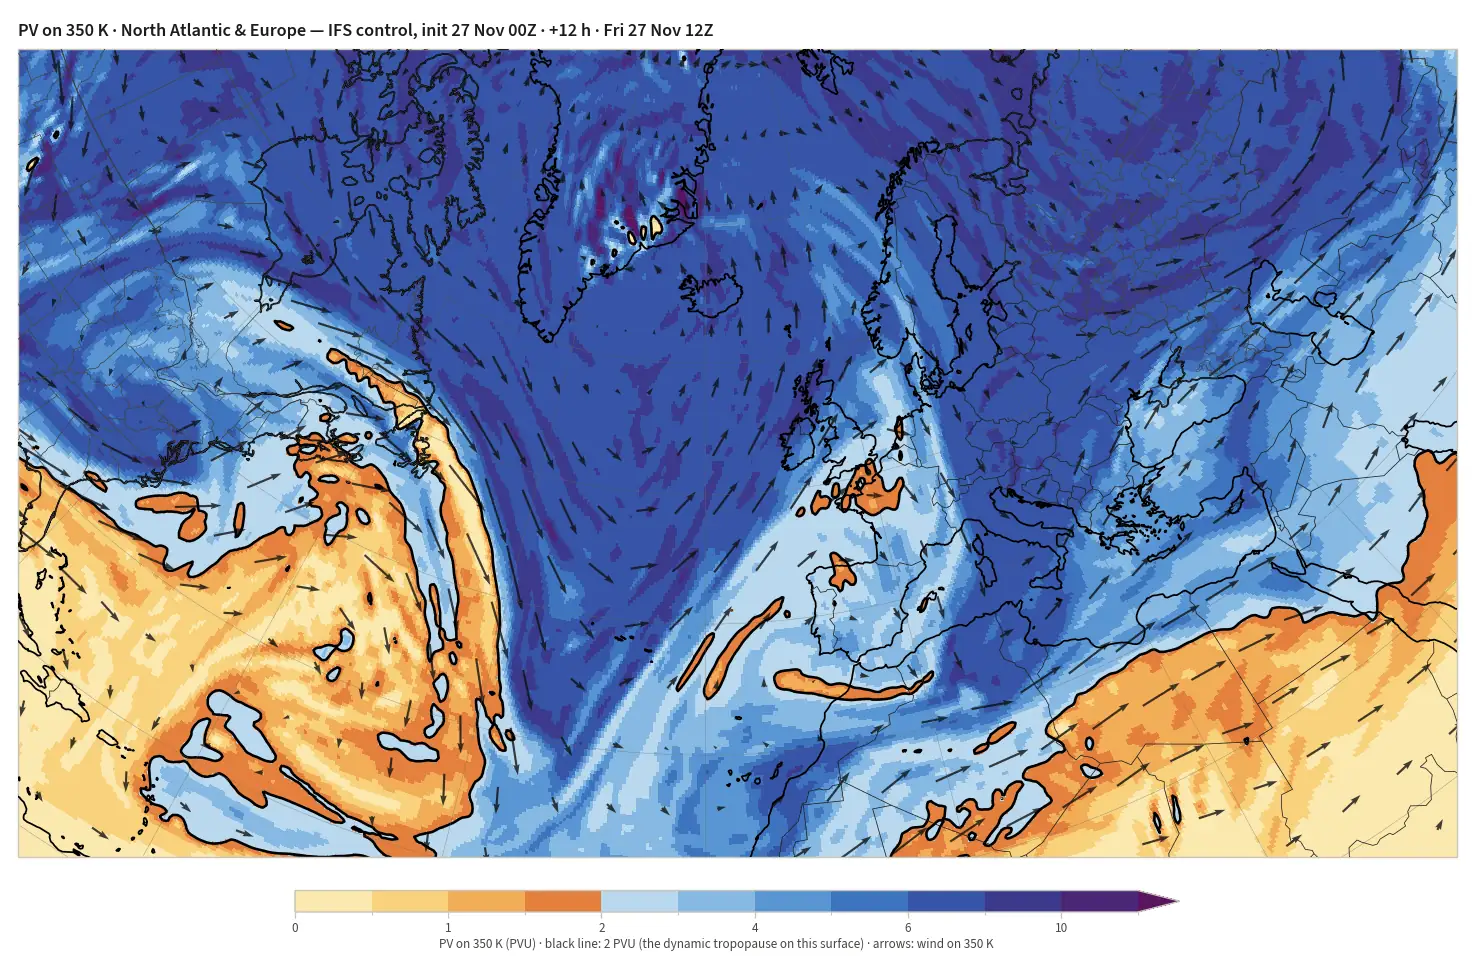 PV on 350 K · North Atlantic & Europe — IFS control, init 27 Nov 00Z · +12 h · Fri 27 Nov 12Z
0 1 2 4 6 10
PV on 350 K (PVU) · black line: 2 PVU (the dynamic tropopause on this surface) · arrows: wind on 350 K